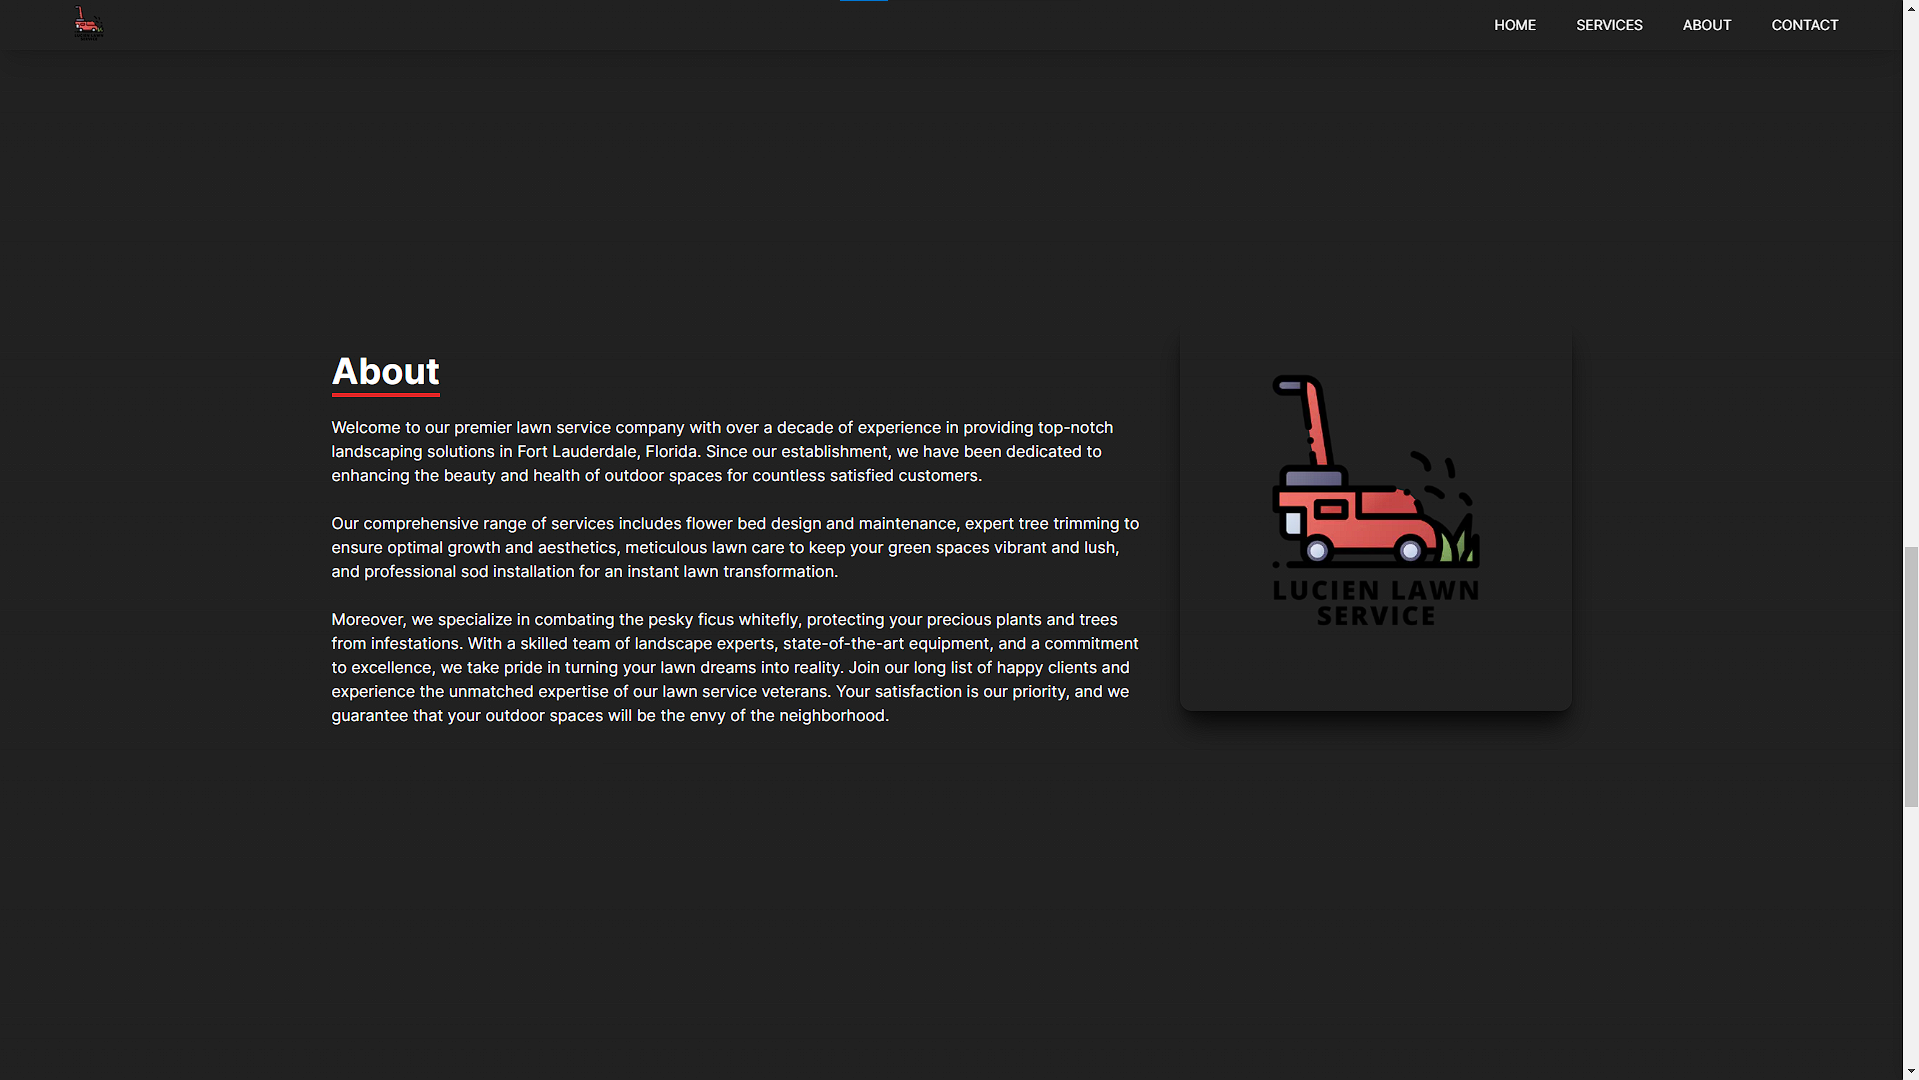 HOME SERVICES ABOUT CONTACT
About
Welcome to our premier lawn service company with over a decade of experience in providing top-notch
landscaping solutions in Fort Lauderdale, Florida. Since our establishment, we have been dedicated to
enhancing the beauty and health of outdoor spaces for countless satisfied customers.
Our comprehensive range of services includes flower bed design and maintenance, expert tree trimming to
ensure optimal growth and aesthetics, meticulous lawn care to keep your green spaces vibrant and lush,
and professional sod installation for an instant lawn transformation.
Moreover, we specialize in combating the pesky ficus whitefly, protecting your precious plants and trees
from infestations. With a skilled team of landscape experts, state-of-the-art equipment, and a commitment
to excellence, we take pride in turning your lawn dreams into reality. Join our long list of happy clients and
experience the unmatched expertise of our lawn service veterans. Your satisfaction is our priority, and we
guarantee that your outdoor spaces will be the envy of the neighborhood.
LUCIEN LAWN
SERVICE